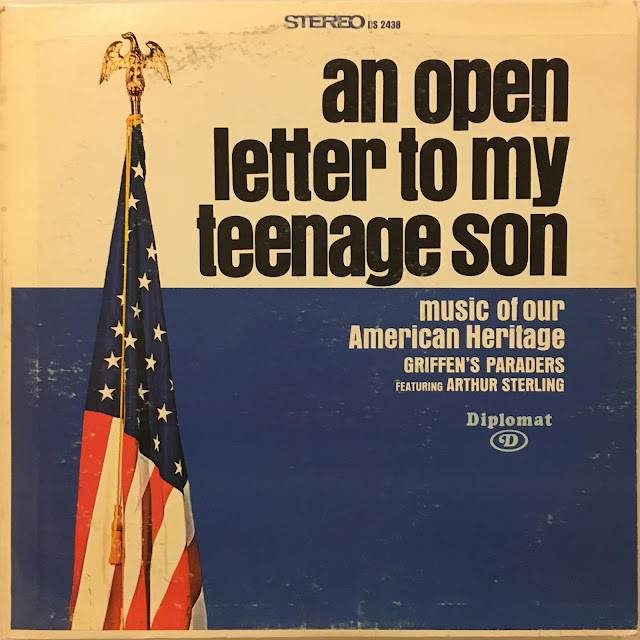 STEREO DS 2438
an open
letter to my
teenage son
music of our
American Heritage
GRIFFEN'S PARADERS
FEATURING ARTHUR STERLING
Diplomat
D